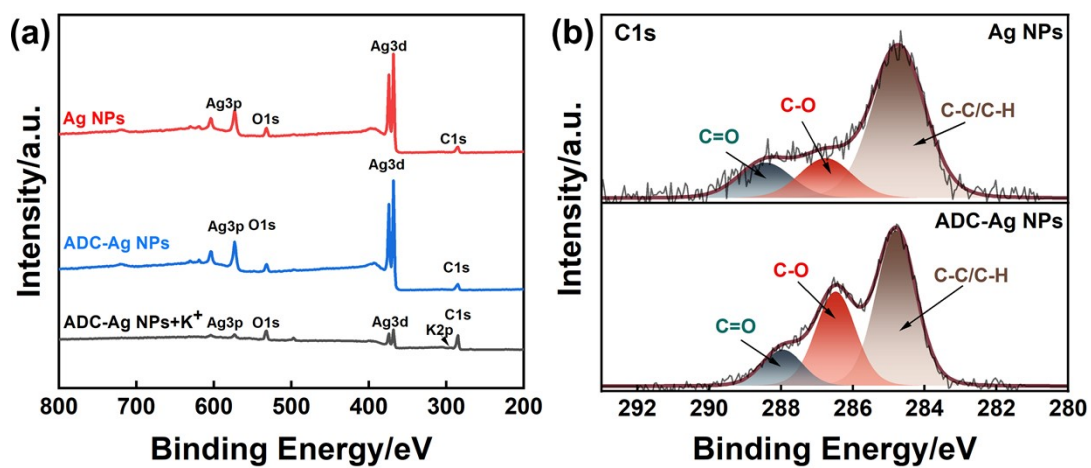 (a)
Ag3d
Ag3p
O1s
Ag NPs
C1s
Ag3d
Ag3p O1s
ADC-Ag NPs
C1s
ADC-Ag NPs+K⁺
Ag3p O1s
Ag3d
C1s
K2p
800 700 600 500 400 300 200
Binding Energy/eV
Intensity/a.u.
(b)
C1s
Ag NPs
C-O
C=O
C-C/C-H
ADC-Ag NPs
C-O
C-C/C-H
C=O
292 290 288 286 284 282 280
Binding Energy/eV
Intensity/a.u.